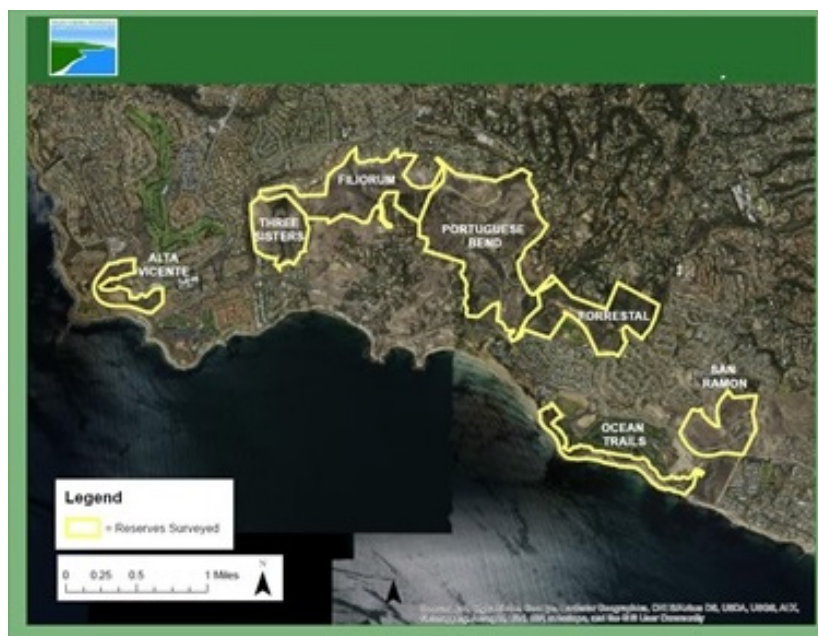 FILIORUM
THREE
SISTERS
PORTUGUESE
BEND
ALTA
VICENTE
FORRESTAL
SAN
RAMON
OCEAN
TRAILS
Legend
= Reserves Surveyed
N
0 0.25 0.5 1 Miles